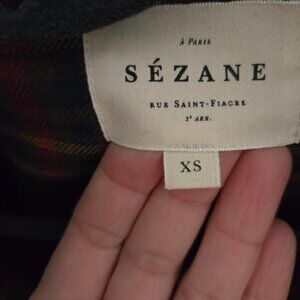 À PARIS
SÉZANE
RUE SAINT-FIACRE
2ᵉ ARR.
XS